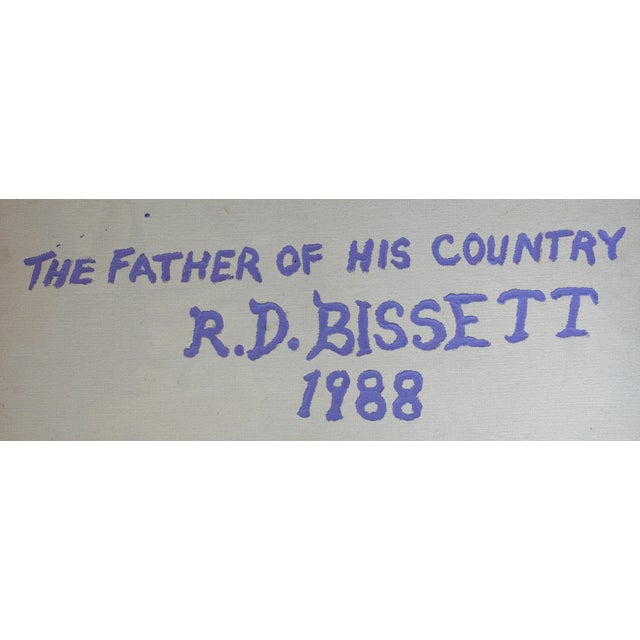 THE FATHER OF HIS COUNTRY
R.D. BISSETT
1988